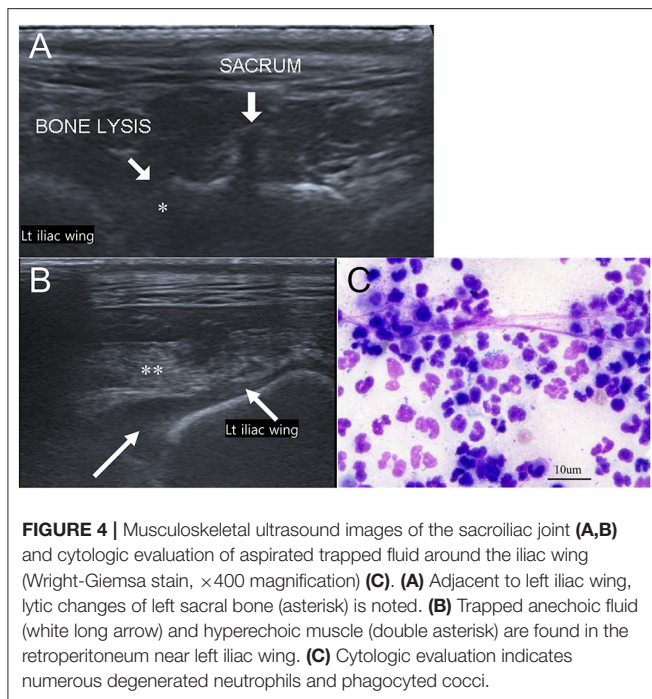 A
SACRUM
BONE LYSIS
*
Lt iliac wing
B
**
Lt iliac wing
C
10um
FIGURE 4 | Musculoskeletal ultrasound images of the sacroiliac joint (A,B)
and cytologic evaluation of aspirated trapped fluid around the iliac wing
(Wright-Giemsa stain, ×400 magnification) (C). (A) Adjacent to left iliac wing,
lytic changes of left sacral bone (asterisk) is noted. (B) Trapped anechoic fluid
(white long arrow) and hyperechoic muscle (double asterisk) are found in the
retroperitoneum near left iliac wing. (C) Cytologic evaluation indicates
numerous degenerated neutrophils and phagocyted cocci.